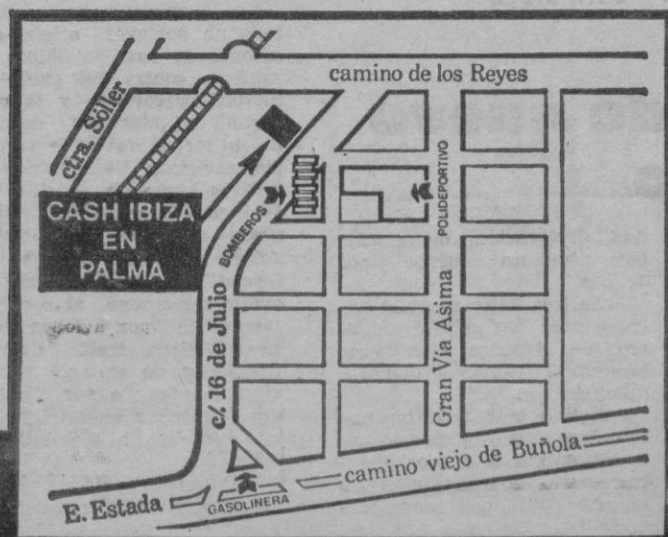 camino de los Reyes
ctra. Sóller
CASH IBIZA
EN
PALMA
BOMBEROS
POLIDEPORTIVO
c/. 16 de Julio
Gran Vía Asima
camino viejo de Buñola
E. Estada
GASOLINERA